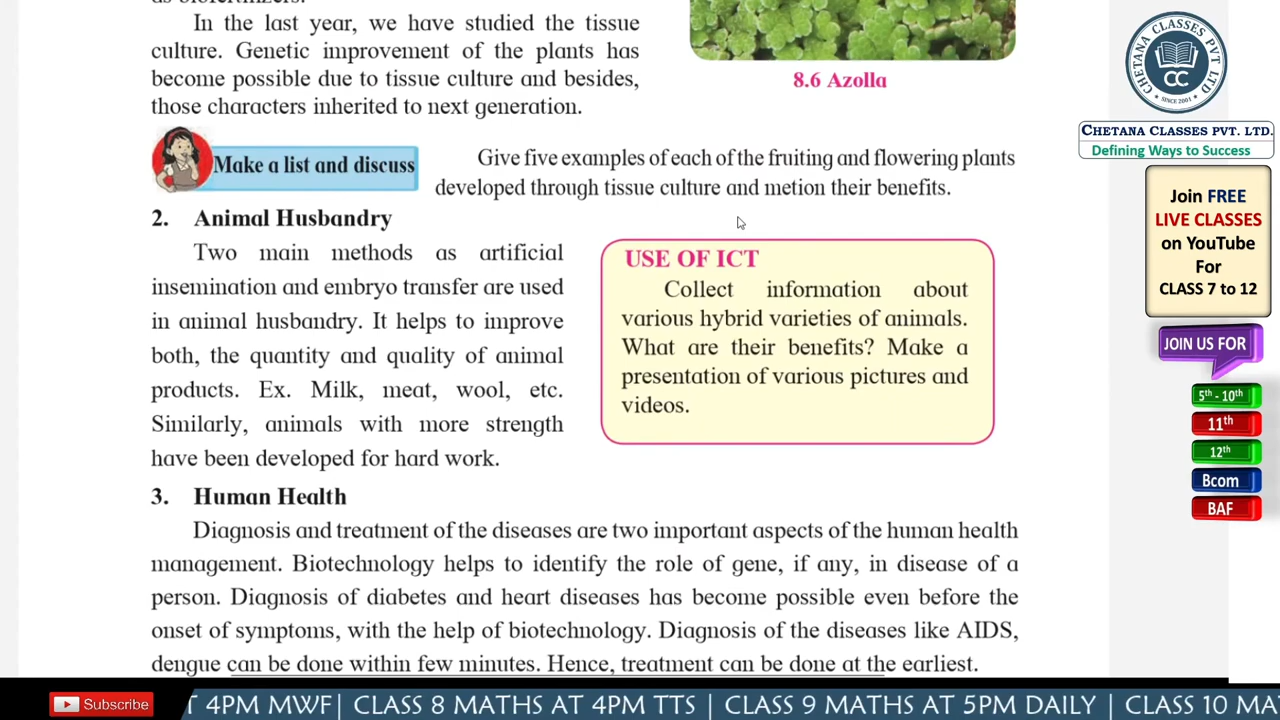 as biofertilizers.
In the last year, we have studied the tissue
culture. Genetic improvement of the plants has
become possible due to tissue culture and besides,
those characters inherited to next generation.
8.6 Azolla
Make a list and discuss
Give five examples of each of the fruiting and flowering plants
developed through tissue culture and metion their benefits.
2. Animal Husbandry
Two main methods as artificial
insemination and embryo transfer are used
in animal husbandry. It helps to improve
both, the quantity and quality of animal
products. Ex. Milk, meat, wool, etc.
Similarly, animals with more strength
have been developed for hard work.
USE OF ICT
Collect information about
various hybrid varieties of animals.
What are their benefits? Make a
presentation of various pictures and
videos.
3. Human Health
Diagnosis and treatment of the diseases are two important aspects of the human health
management. Biotechnology helps to identify the role of gene, if any, in disease of a
person. Diagnosis of diabetes and heart diseases has become possible even before the
onset of symptoms, with the help of biotechnology. Diagnosis of the diseases like AIDS,
dengue can be done within few minutes. Hence, treatment can be done at the earliest.
CHETANA CLASSES PVT LTD
CC
SINCE 2001
CHETANA CLASSES PVT. LTD.
Defining Ways to Success
Join FREE
LIVE CLASSES
on YouTube
For
CLASS 7 to 12
JOIN US FOR
5th - 10th
11th
12th
Bcom
BAF
Subscribe
T 4PM MWF| CLASS 8 MATHS AT 4PM TTS | CLASS 9 MATHS AT 5PM DAILY | CLASS 10 MA